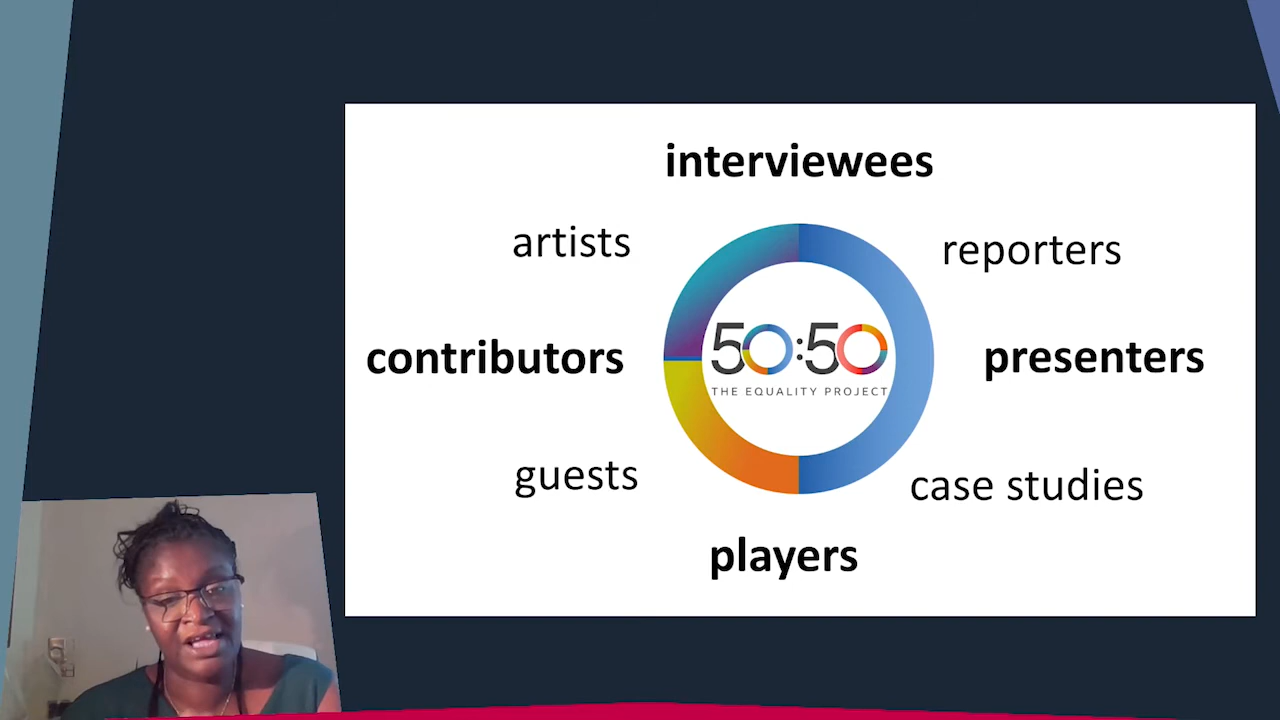 interviewees
artists
reporters
50:50
THE EQUALITY PROJECT
contributors
presenters
guests
case studies
players